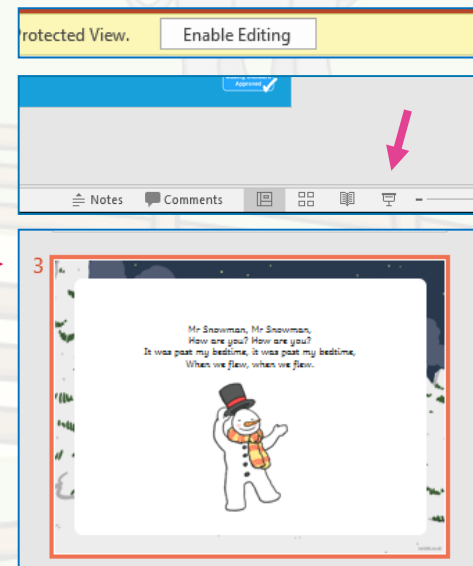 rotected View. Enable Editing
Approved
Notes Comments
3
Mr Snowman, Mr Snowman,
How are you? How are you?
It was past my bedtime, it was past my bedtime,
When we flew, when we flew.